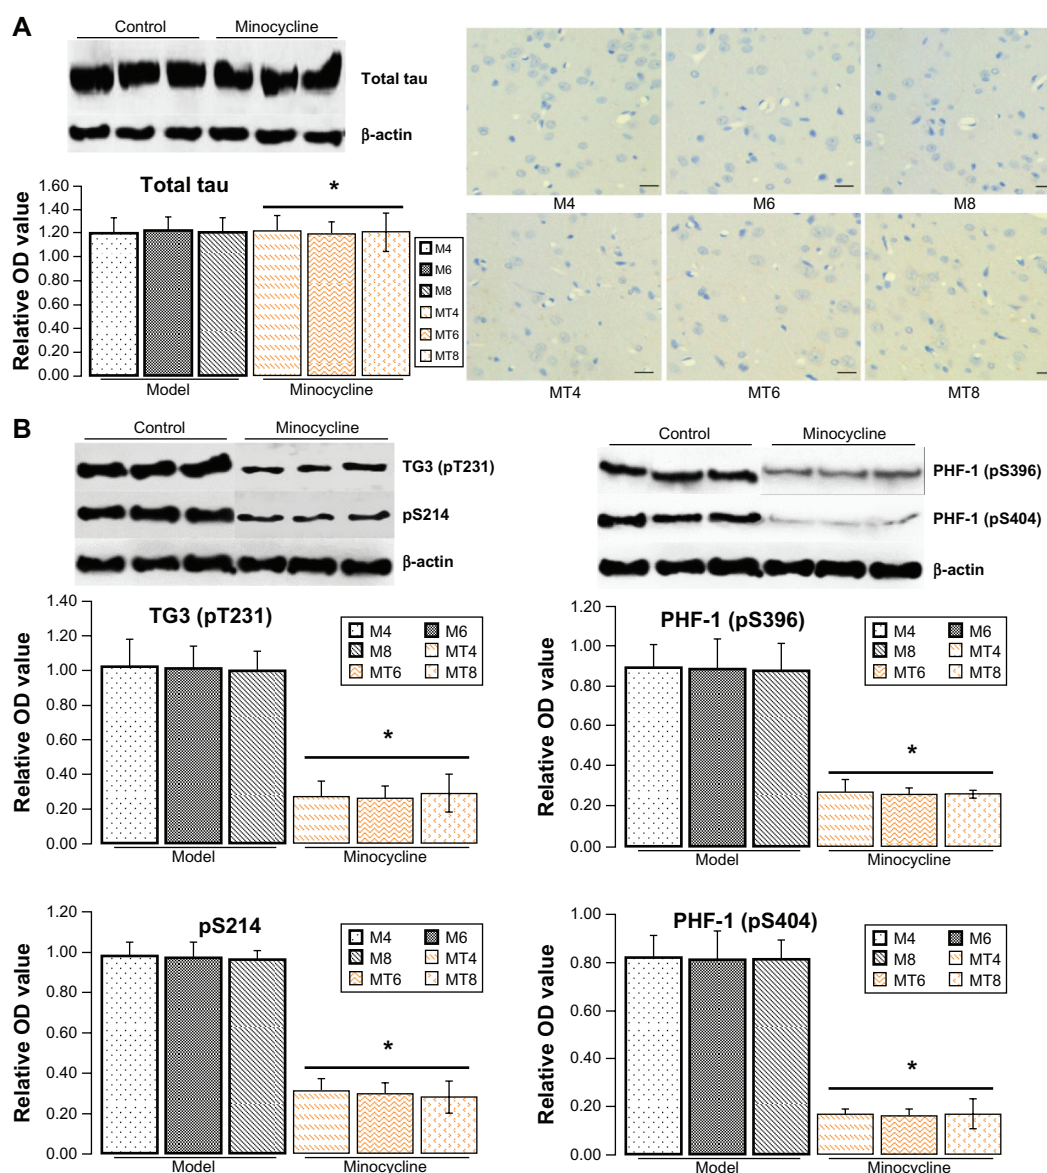 A
Control Minocycline
Total tau
β-actin
M4 M6 M8
MT4 MT6 MT8
Total tau
*
Relative OD value
1.60
1.40
1.20
1.00
0.80
0.60
0.40
0.20
0.00
M4
M6
M8
MT4
MT6
MT8
Model Minocycline
B
Control Minocycline
TG3 (pT231)
pS214
β-actin
Control Minocycline
PHF-1 (pS396)
PHF-1 (pS404)
β-actin
TG3 (pT231)
Relative OD value
1.40
1.20
1.00
0.80
0.60
0.40
0.20
0.00
M4 M6
M8 MT4
MT6 MT8
*
Model Minocycline
PHF-1 (pS396)
Relative OD value
1.20
1.00
0.80
0.60
0.40
0.20
0.00
M4 M6
M8 MT4
MT6 MT8
*
Model Minocycline
pS214
Relative OD value
1.20
1.00
0.80
0.60
0.40
0.20
0.00
M4 M6
M8 MT4
MT6 MT8
*
Model Minocycline
PHF-1 (pS404)
Relative OD value
1.00
0.80
0.60
0.40
0.20
0.00
M4 M6
M8 MT4
MT6 MT8
*
Model Minocycline